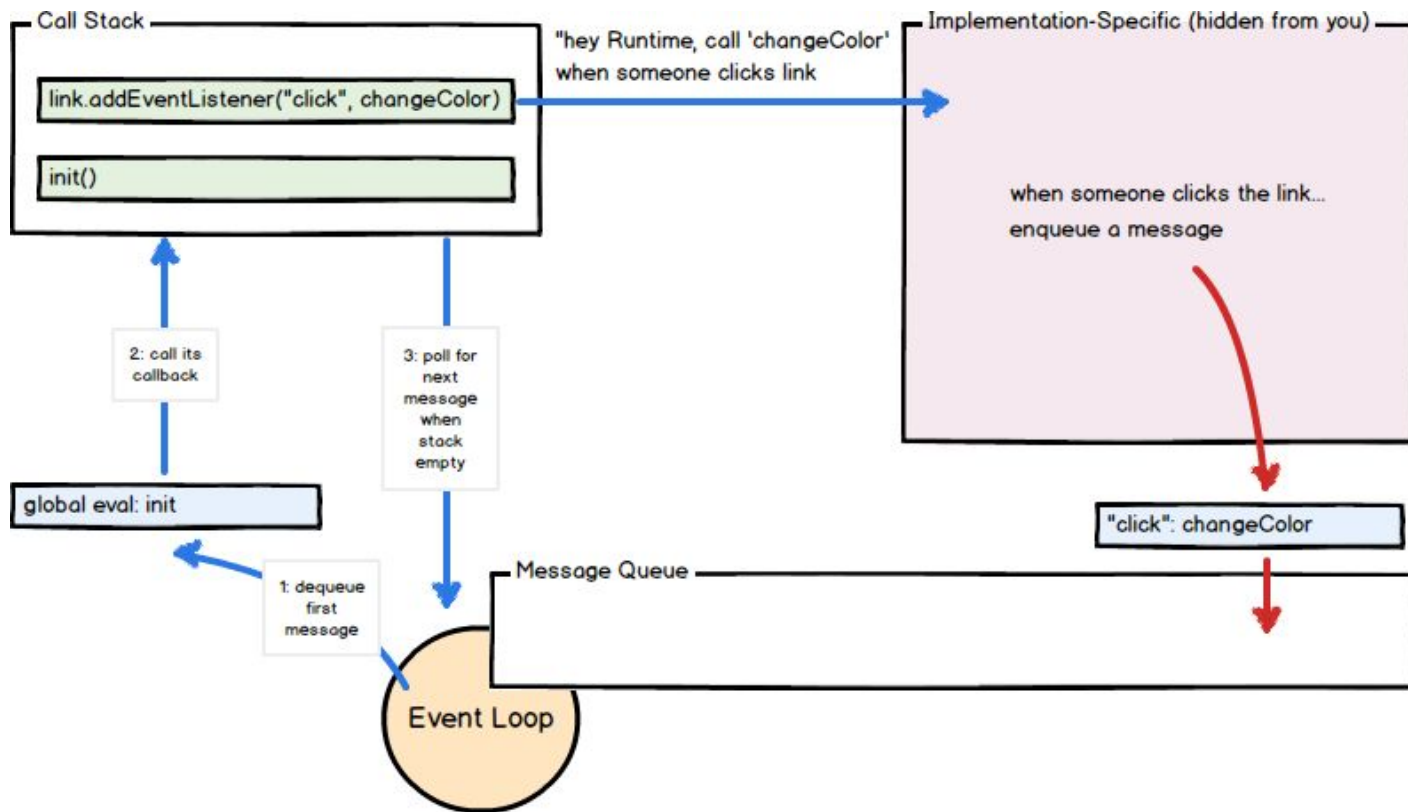 Call Stack
link.addEventListener("click", changeColor)
init()
"hey Runtime, call 'changeColor'
when someone clicks link
Implementation-Specific (hidden from you)
when someone clicks the link...
enqueue a message
2: call its
callback
3: poll for
next
message
when
stack
empty
global eval: init
"click": changeColor
1: dequeue
first
message
Message Queue
Event Loop